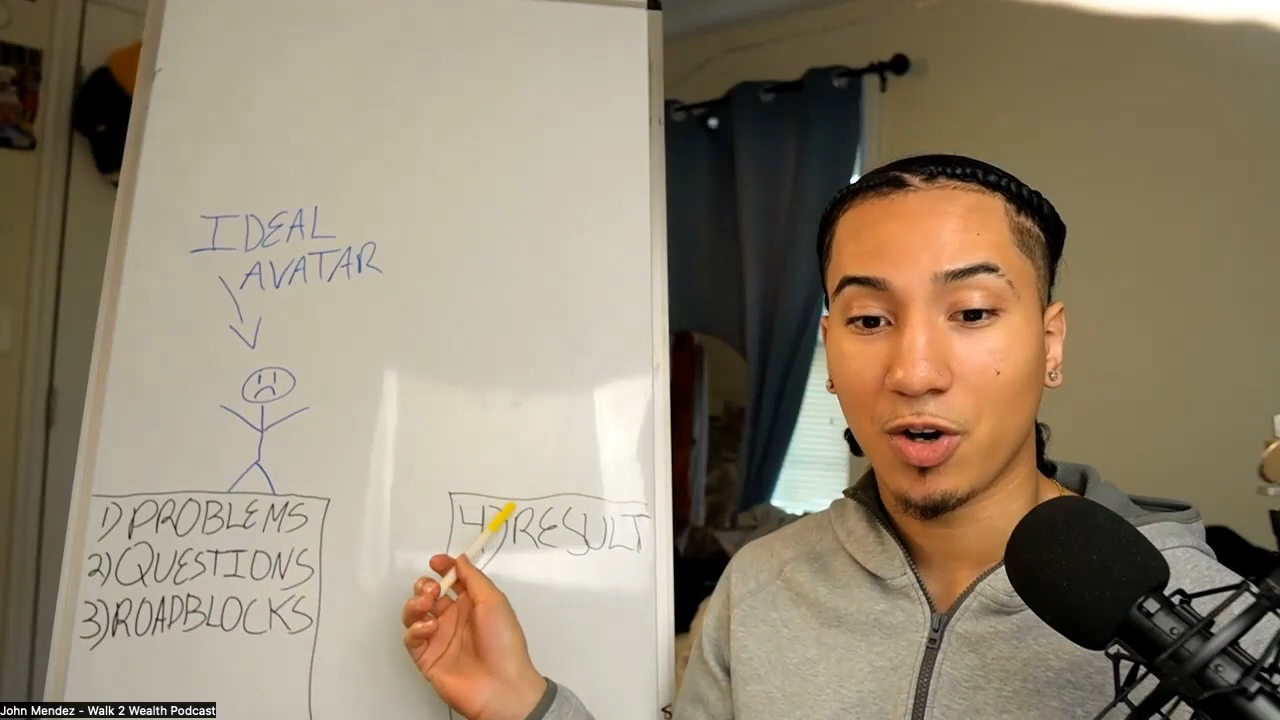 IDEAL
AVATAR
1) PROBLEMS
2) QUESTIONS
3) ROADBLOCKS
4) RESULT
John Mendez - Walk 2 Wealth Podcast